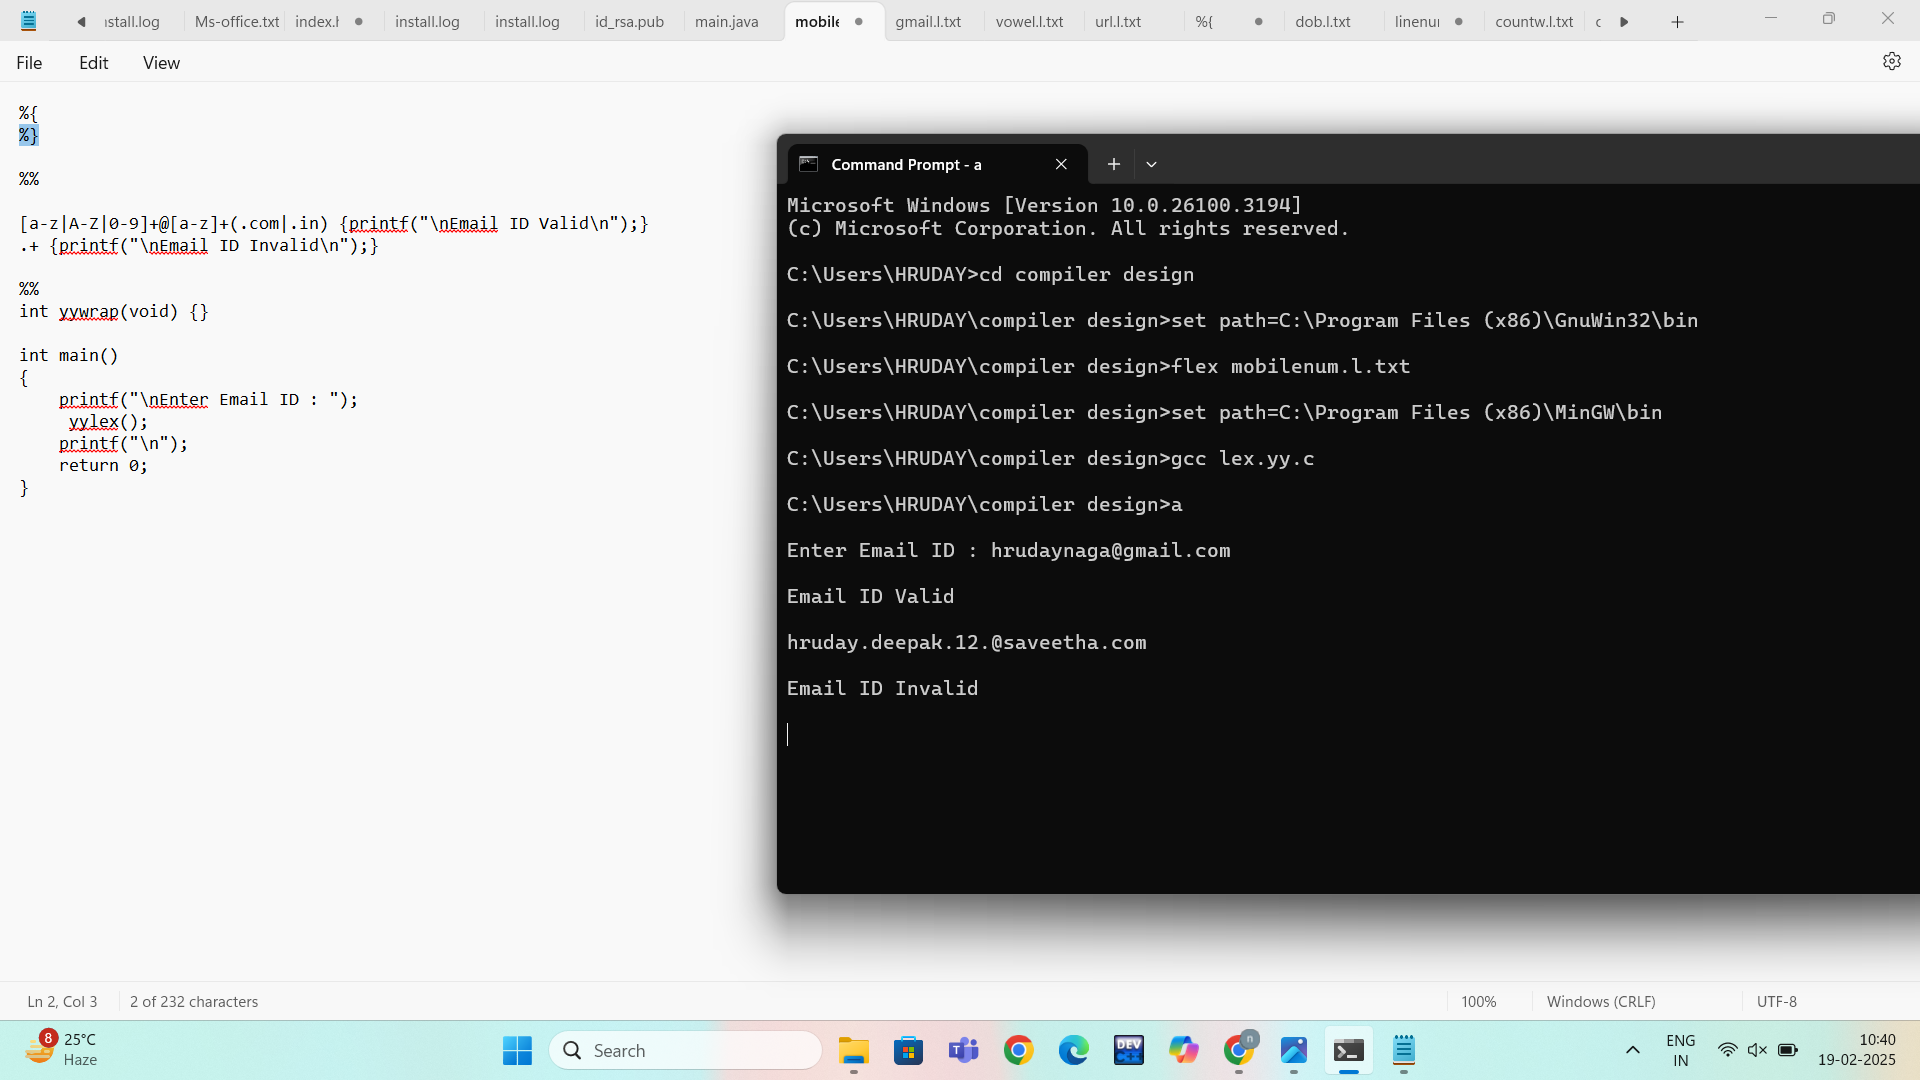 install.log
Ms-office.txt
index.h
install.log
install.log
id_rsa.pub
main.java
mobile
gmail.l.txt
vowel.l.txt
url.l.txt
%{
dob.l.txt
linenu
countw.l.txt
File Edit View
%{
%}
%%
[a-z|A-Z|0-9]+@[a-z]+(.com|.in) {printf("\nEmail ID Valid\n");}
.+ {printf("\nEmail ID Invalid\n");}
%%
int yywrap(void) {}
int main()
{
printf("\nEnter Email ID : ");
yylex();
printf("\n");
return 0;
}
Command Prompt - a
Microsoft Windows [Version 10.0.26100.3194]
(c) Microsoft Corporation. All rights reserved.
C:\Users\HRUDAY>cd compiler design
C:\Users\HRUDAY\compiler design>set path=C:\Program Files (x86)\GnuWin32\bin
C:\Users\HRUDAY\compiler design>flex mobilenum.l.txt
C:\Users\HRUDAY\compiler design>set path=C:\Program Files (x86)\MinGW\bin
C:\Users\HRUDAY\compiler design>gcc lex.yy.c
C:\Users\HRUDAY\compiler design>a
Enter Email ID : hrudaynaga@gmail.com
Email ID Valid
hruday.deepak.12.@saveetha.com
Email ID Invalid
Ln 2, Col 3
2 of 232 characters
100%
Windows (CRLF)
UTF-8
8
25°C
Haze
Search
DEV
C++
n
ENG
IN
10:40
19-02-2025